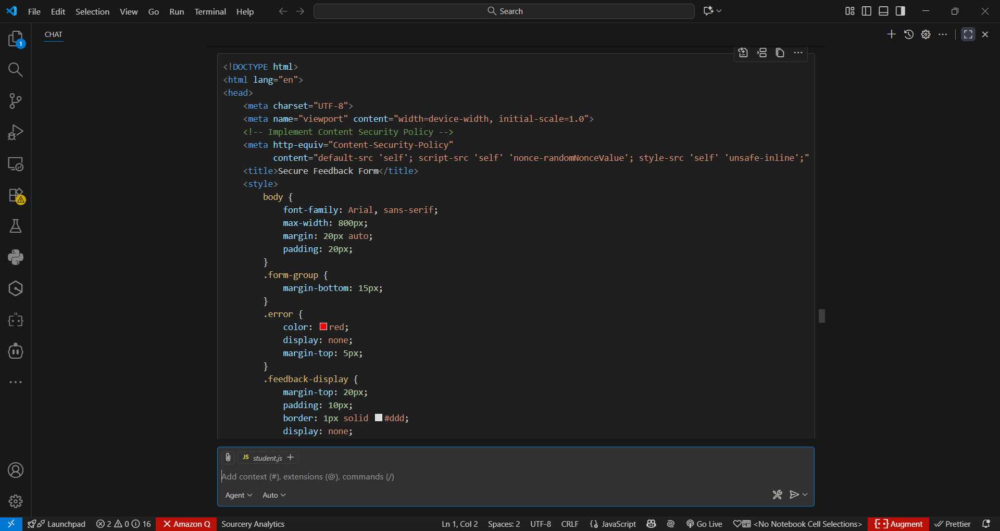 File Edit Selection View Go Run Terminal Help Search
CHAT
1
<!DOCTYPE html>
<html lang="en">
<head>
    <meta charset="UTF-8">
    <meta name="viewport" content="width=device-width, initial-scale=1.0">
    <!-- Implement Content Security Policy -->
    <meta http-equiv="Content-Security-Policy"
          content="default-src 'self'; script-src 'self' 'nonce-randomNonceValue'; style-src 'self' 'unsafe-inline';"
    <title>Secure Feedback Form</title>
    <style>
        body {
            font-family: Arial, sans-serif;
            max-width: 800px;
            margin: 20px auto;
            padding: 20px;
        }
        .form-group {
            margin-bottom: 15px;
        }
        .error {
            color: red;
            display: none;
            margin-top: 5px;
        }
        .feedback-display {
            margin-top: 20px;
            padding: 10px;
            border: 1px solid #ddd;
            display: none;
JS student.js +
Add context (#), extensions (@), commands (/)
Agent Auto
Launchpad 2 0 16 Amazon Q Sourcery Analytics Ln 1, Col 2 Spaces: 2 UTF-8 CRLF {} JavaScript Go Live <No Notebook Cell Selections> Augment Prettier